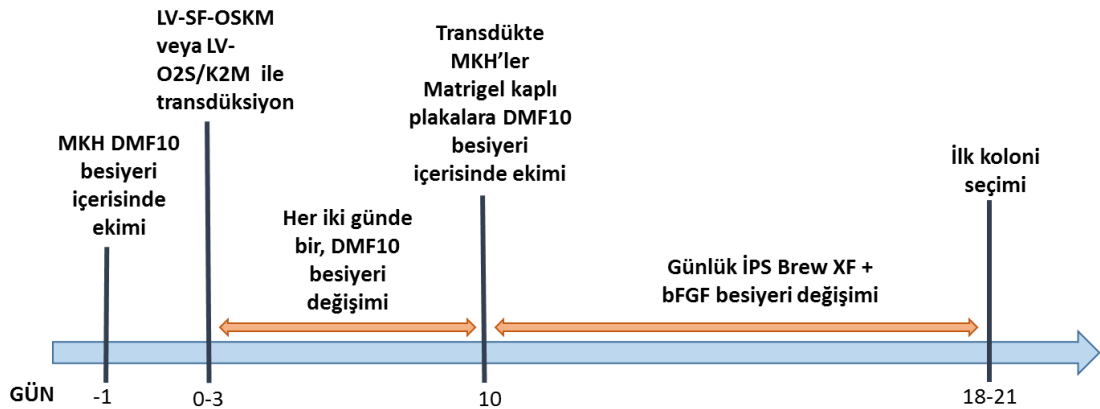 LV-SF-OSKM
veya LV-
O2S/K2M ile
transdüksiyon
Transdükte
MKH’ler
Matrigel kaplı
plakalara DMF10
besiyeri
içerisinde ekimi
MKH DMF10
besiyeri
içerisinde
ekimi
İlk koloni
seçimi
Her iki günde
bir, DMF10
besiyeri
değişimi
Günlük İPS Brew XF +
bFGF besiyeri değişimi
GÜN
-1
0-3
10
18-21